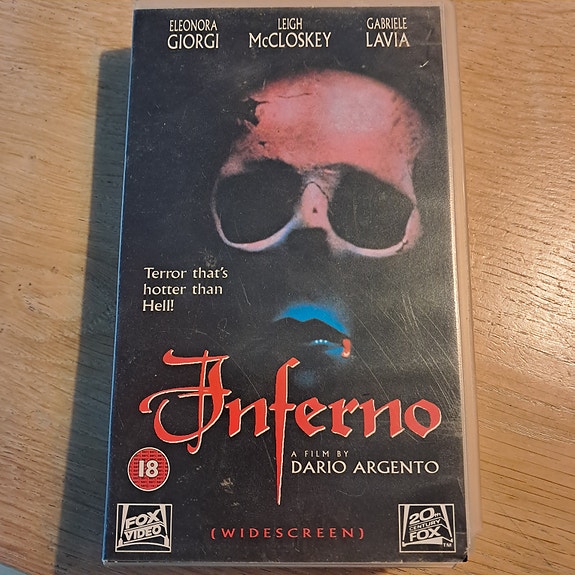 ELEONORA
GIORGI
LEIGH
McCLOSKEY
GABRIELE
LAVIA
Terror that's
hotter than
Hell!
Inferno
A FILM BY
DARIO ARGENTO
18
FOX
VIDEO
(WIDESCREEN)
20th
CENTURY
FOX
TM